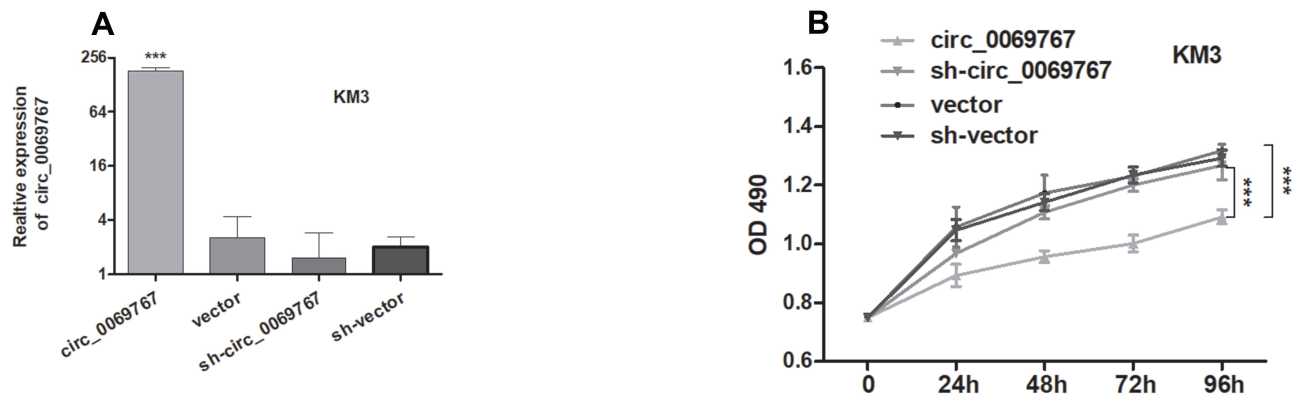 A
Realtive expression
of circ_0069767
256
64
16
4
1
***
KM3
circ_0069767
vector
sh-circ_0069767
sh-vector
B
circ_0069767
sh-circ_0069767
vector
sh-vector
KM3
OD 490
1.6
1.4
1.2
1.0
0.8
0.6
0
24h
48h
72h
96h
***
***